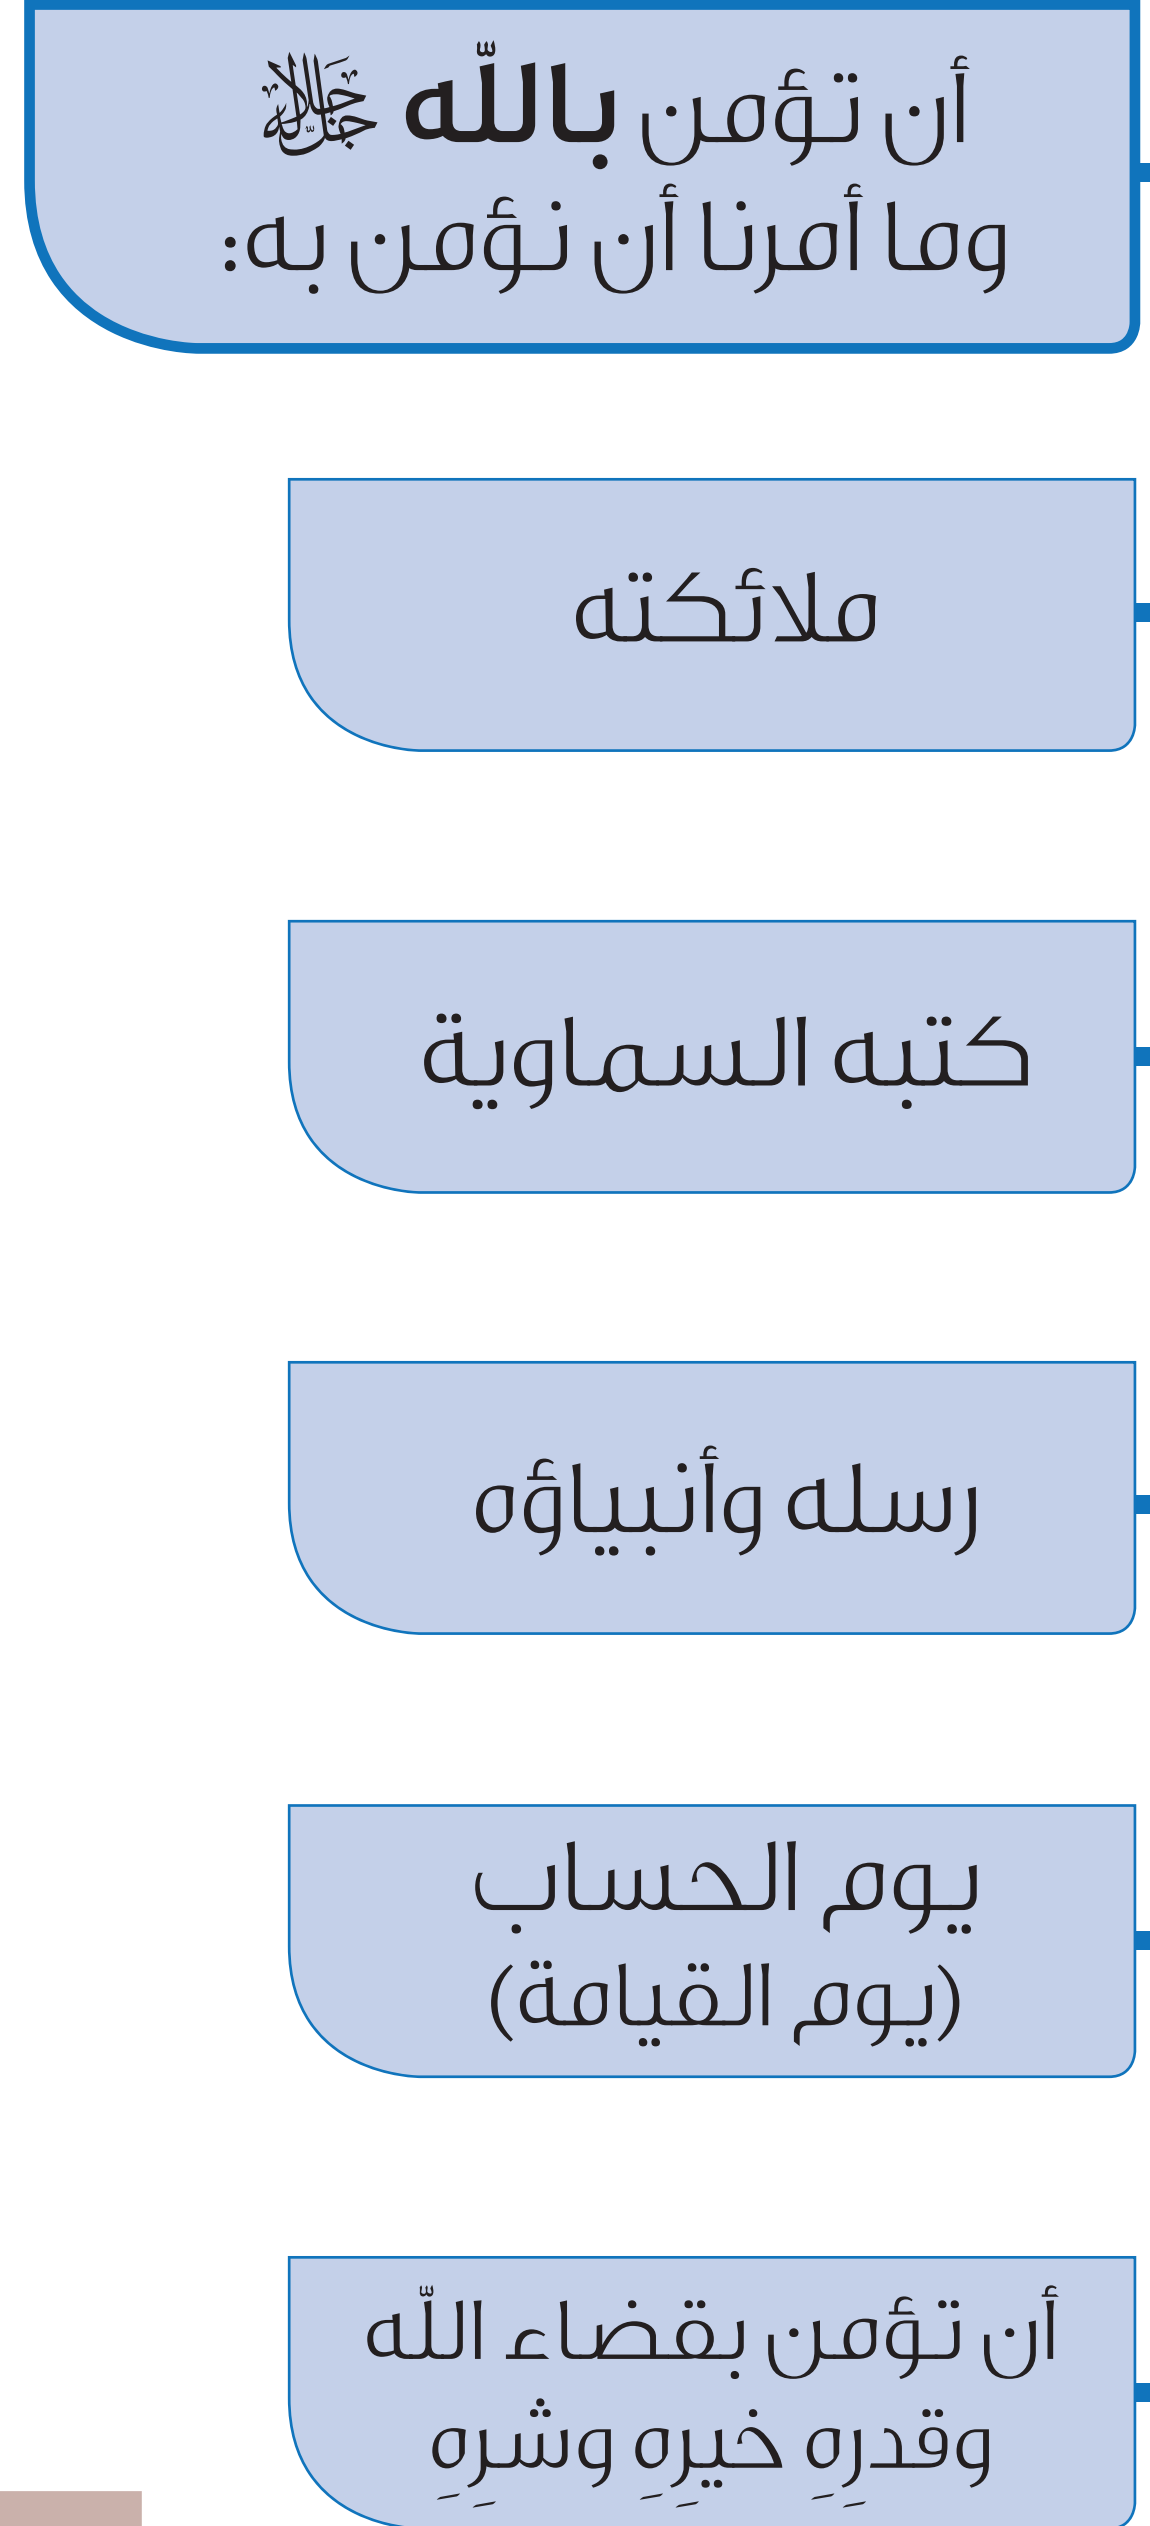 أن تؤمن بالله ﷻ
وما أمرنا أن نؤمن به:
ملائكته
كتبه السماوية
رسله وأنبياؤه
يوم الحساب
(يوم القيامة)
أن تؤمن بقضاء الله
وقدرِهِ خيرِهِ وشرِهِ